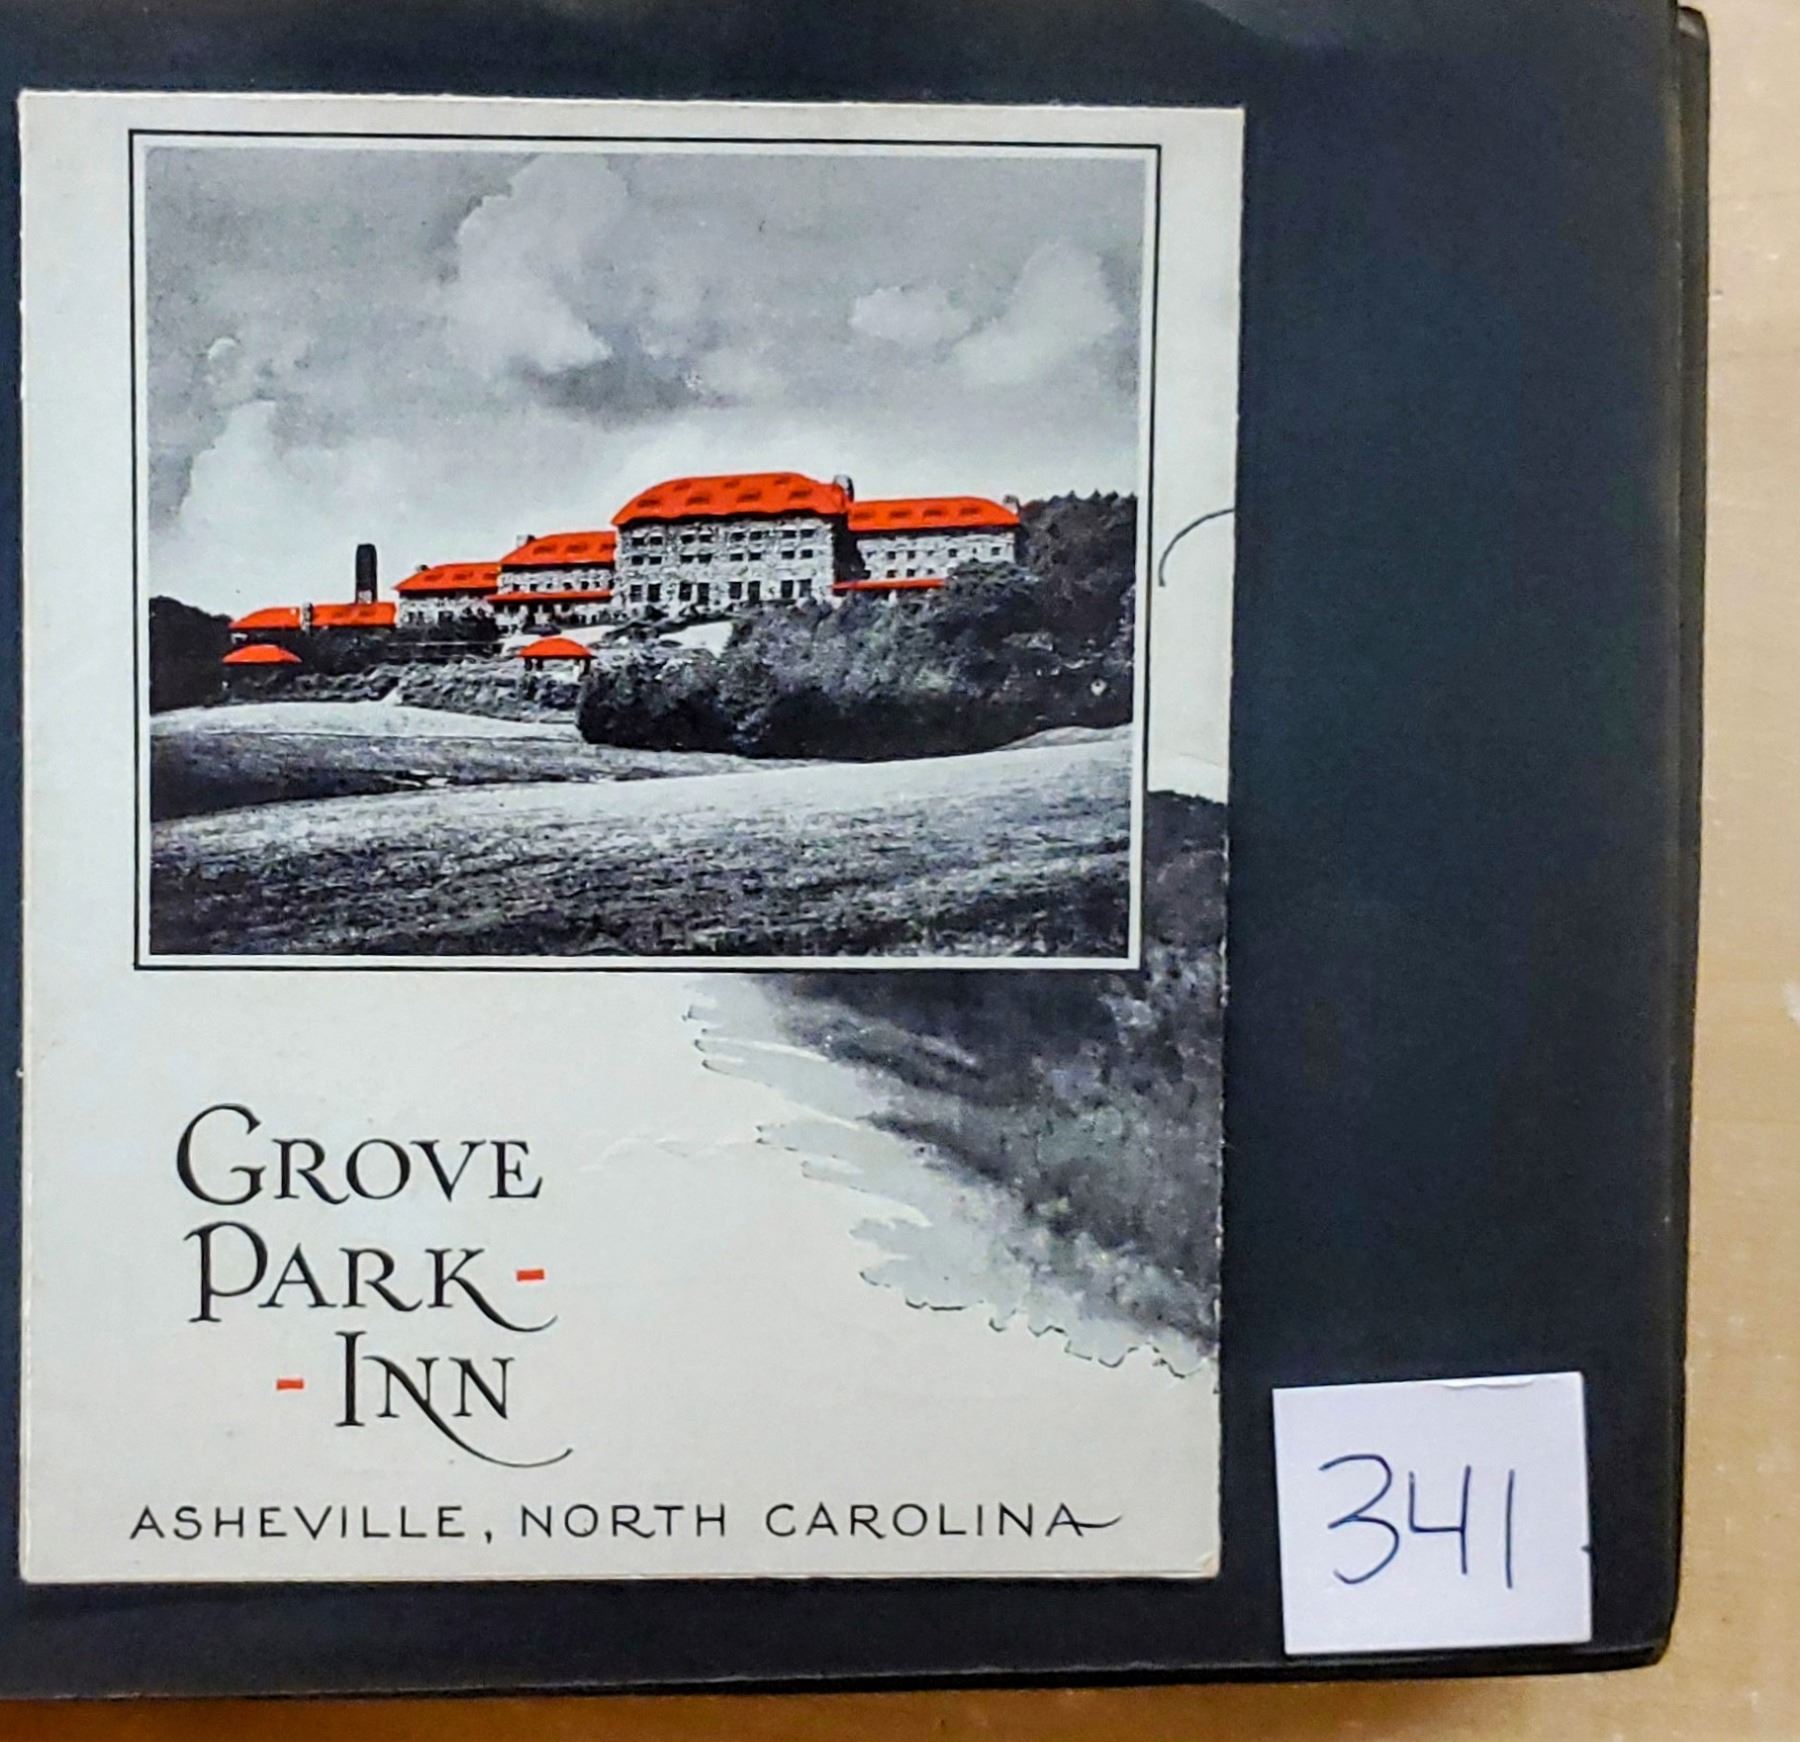 GROVE
PARK-
-INN
ASHEVILLE, NORTH CAROLINA
341